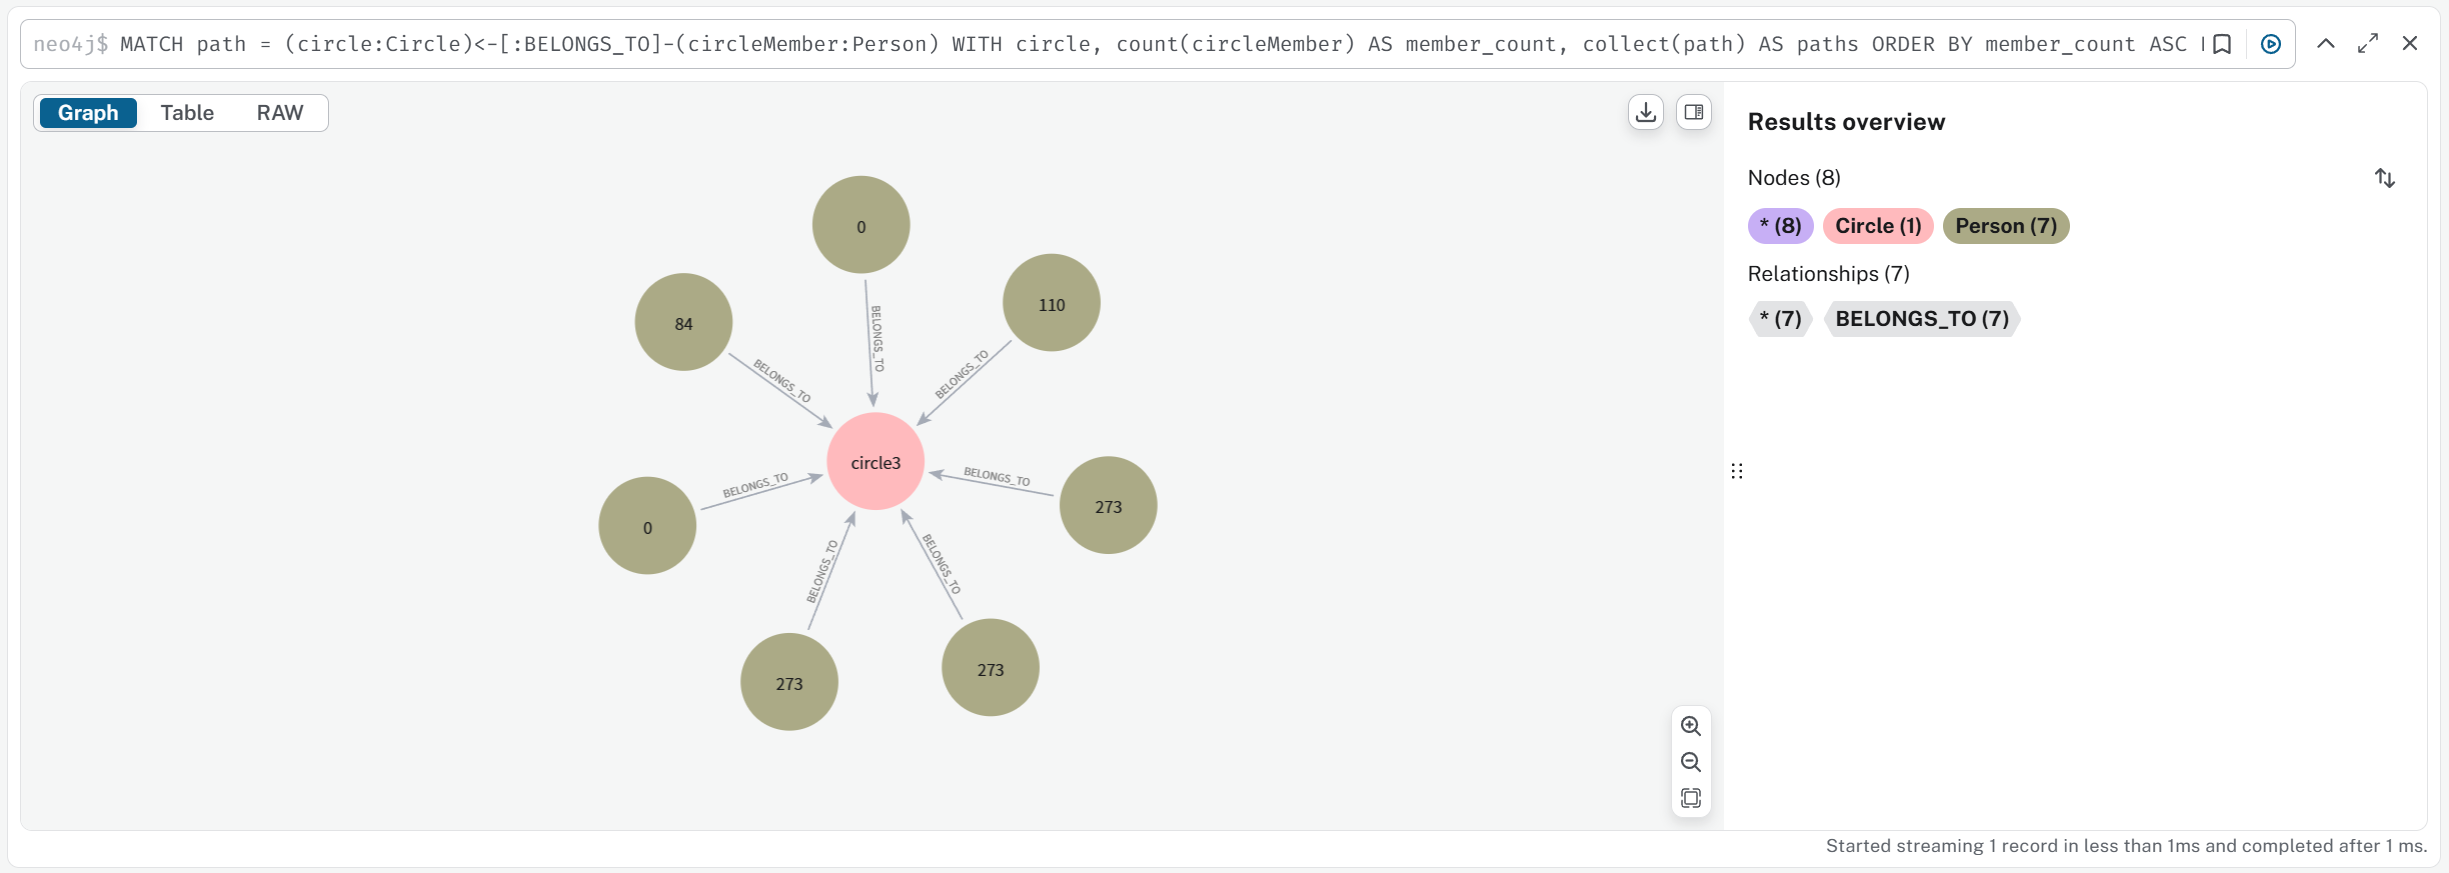 neo4j$ MATCH path = (circle:Circle)<-[:BELONGS_TO]-(circleMember:Person) WITH circle, count(circleMember) AS member_count, collect(path) AS paths ORDER BY member_count ASC
Graph Table RAW
Results overview
Nodes (8)
* (8) Circle (1) Person (7)
Relationships (7)
* (7) BELONGS_TO (7)
0
110
84
BELONGS_TO
BELONGS_TO
BELONGS_TO
circle3
BELONGS_TO
BELONGS_TO
273
0
BELONGS_TO
BELONGS_TO
273
273
Started streaming 1 record in less than 1ms and completed after 1 ms.